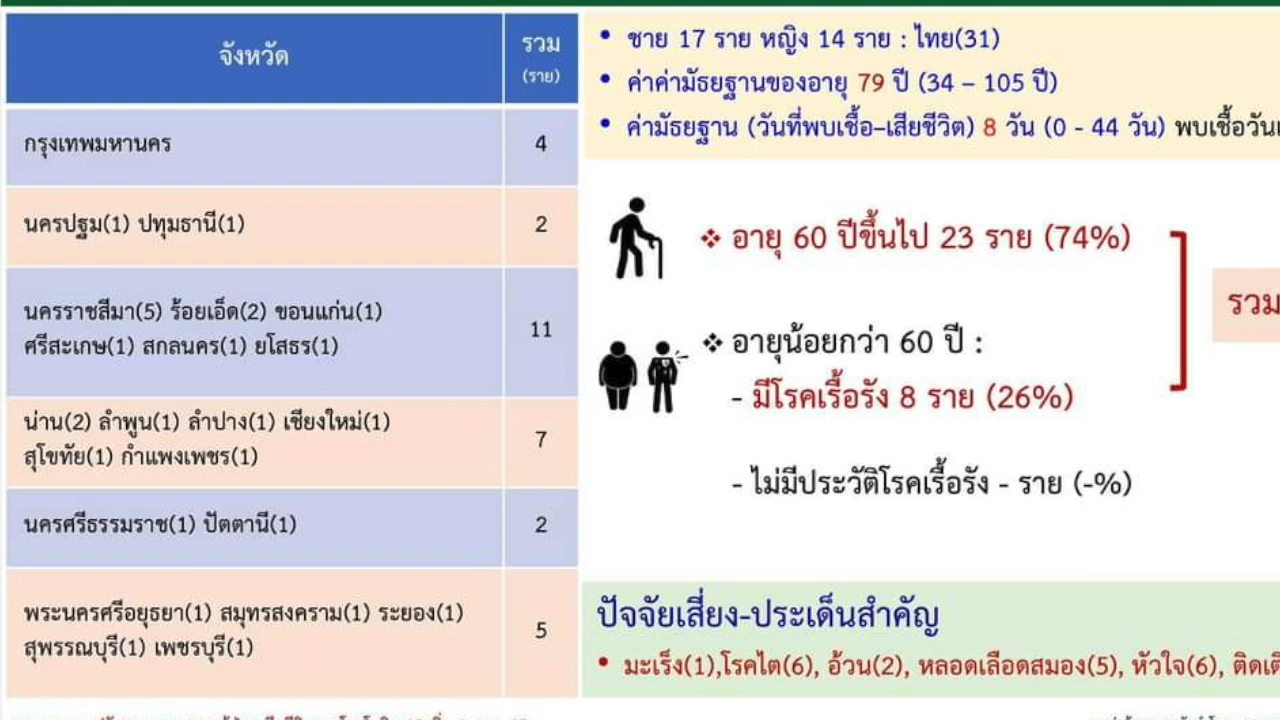 จังหวัด
รวม
(ราย)
กรุงเทพมหานคร
4
นครปฐม(1) ปทุมธานี(1)
2
นครราชสีมา(5) ร้อยเอ็ด(2) ขอนแก่น(1)
ศรีสะเกษ(1) สกลนคร(1) ยโสธร(1)
11
น่าน(2) ลำพูน(1) ลำปาง(1) เชียงใหม่(1)
สุโขทัย(1) กำแพงเพชร(1)
7
นครศรีธรรมราช(1) ปัตตานี(1)
2
พระนครศรีอยุธยา(1) สมุทรสงคราม(1) ระยอง(1)
สุพรรณบุรี(1) เพชรบุรี(1)
5
• ชาย 17 ราย หญิง 14 ราย : ไทย(31)
• ค่าค่ามัธยฐานของอายุ 79 ปี (34 – 105 ปี)
• ค่ามัธยฐาน (วันที่พบเชื้อ–เสียชีวิต) 8 วัน (0 - 44 วัน) พบเชื้อวัน
❖ อายุ 60 ปีขึ้นไป 23 ราย (74%)
รวม
❖ อายุน้อยกว่า 60 ปี :
- มีโรคเรื้อรัง 8 ราย (26%)
- ไม่มีประวัติโรคเรื้อรัง - ราย (-%)
ปัจจัยเสี่ยง-ประเด็นสำคัญ
• มะเร็ง(1),โรคไต(6), อ้วน(2), หลอดเลือดสมอง(5), หัวใจ(6),